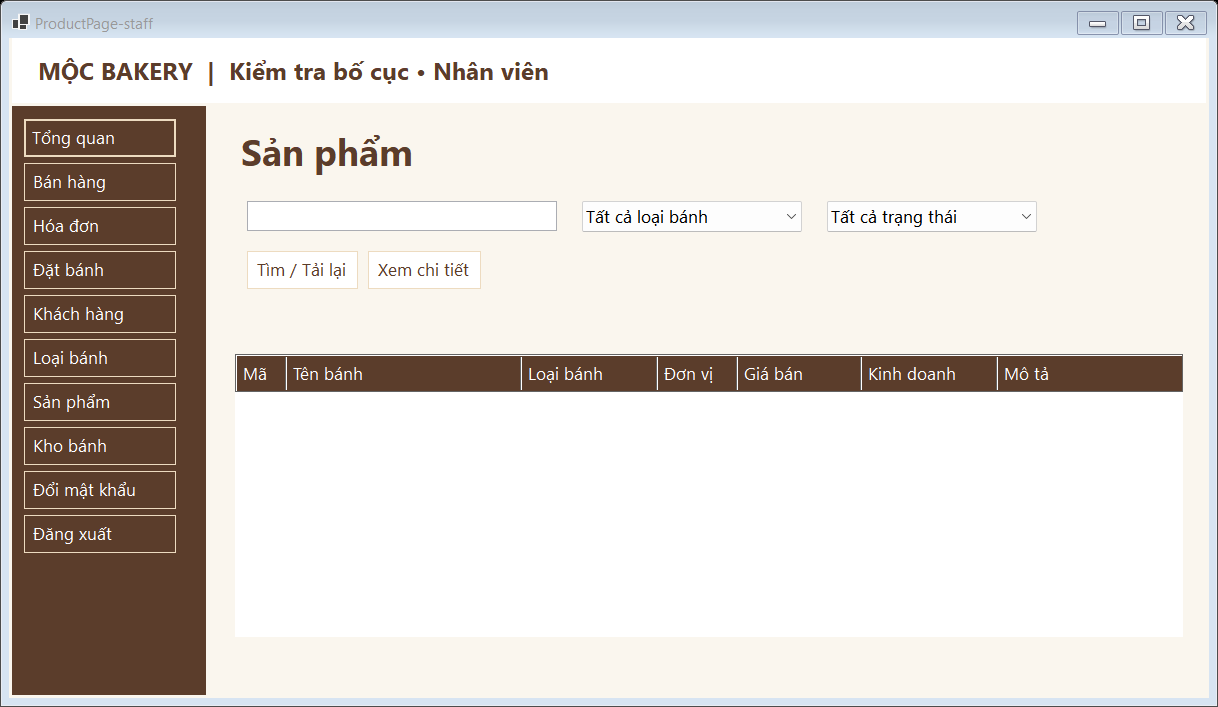 ProductPage-staff
MỘC BAKERY | Kiểm tra bố cục • Nhân viên
Tổng quan
Bán hàng
Hóa đơn
Đặt bánh
Khách hàng
Loại bánh
Sản phẩm
Kho bánh
Đổi mật khẩu
Đăng xuất
Sản phẩm
Tất cả loại bánh Tất cả trạng thái
Tìm / Tải lại Xem chi tiết
Mã Tên bánh Loại bánh Đơn vị Giá bán Kinh doanh Mô tả